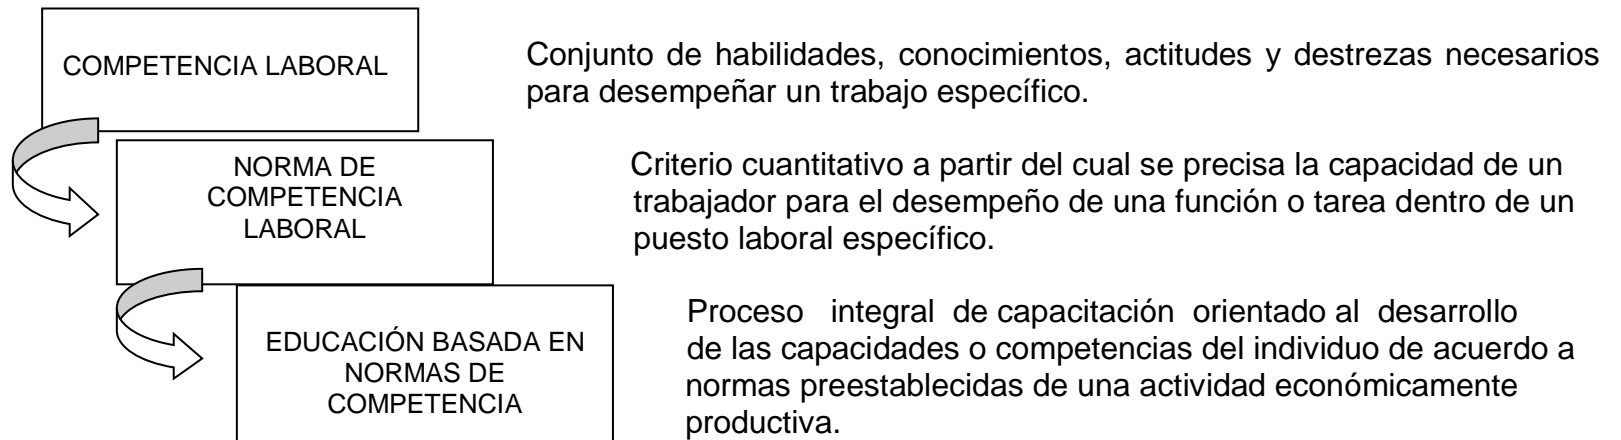 COMPETENCIA LABORAL
Conjunto de habilidades, conocimientos, actitudes y destrezas necesarios
para desempeñar un trabajo específico.
NORMA DE
COMPETENCIA
LABORAL
Criterio cuantitativo a partir del cual se precisa la capacidad de un
trabajador para el desempeño de una función o tarea dentro de un
puesto laboral específico.
EDUCACIÓN BASADA EN
NORMAS DE
COMPETENCIA
Proceso integral de capacitación orientado al desarrollo
de las capacidades o competencias del individuo de acuerdo a
normas preestablecidas de una actividad económicamente
productiva.